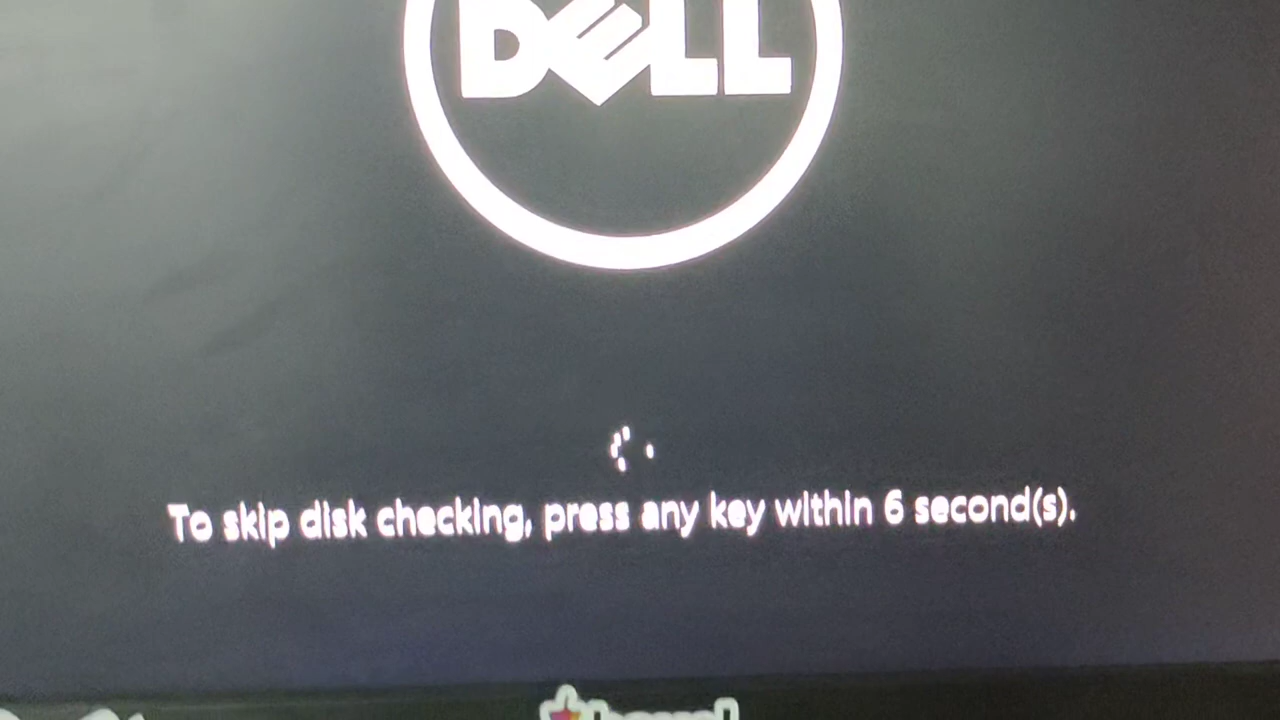 DELL
To skip disk checking, press any key within 6 second(s).